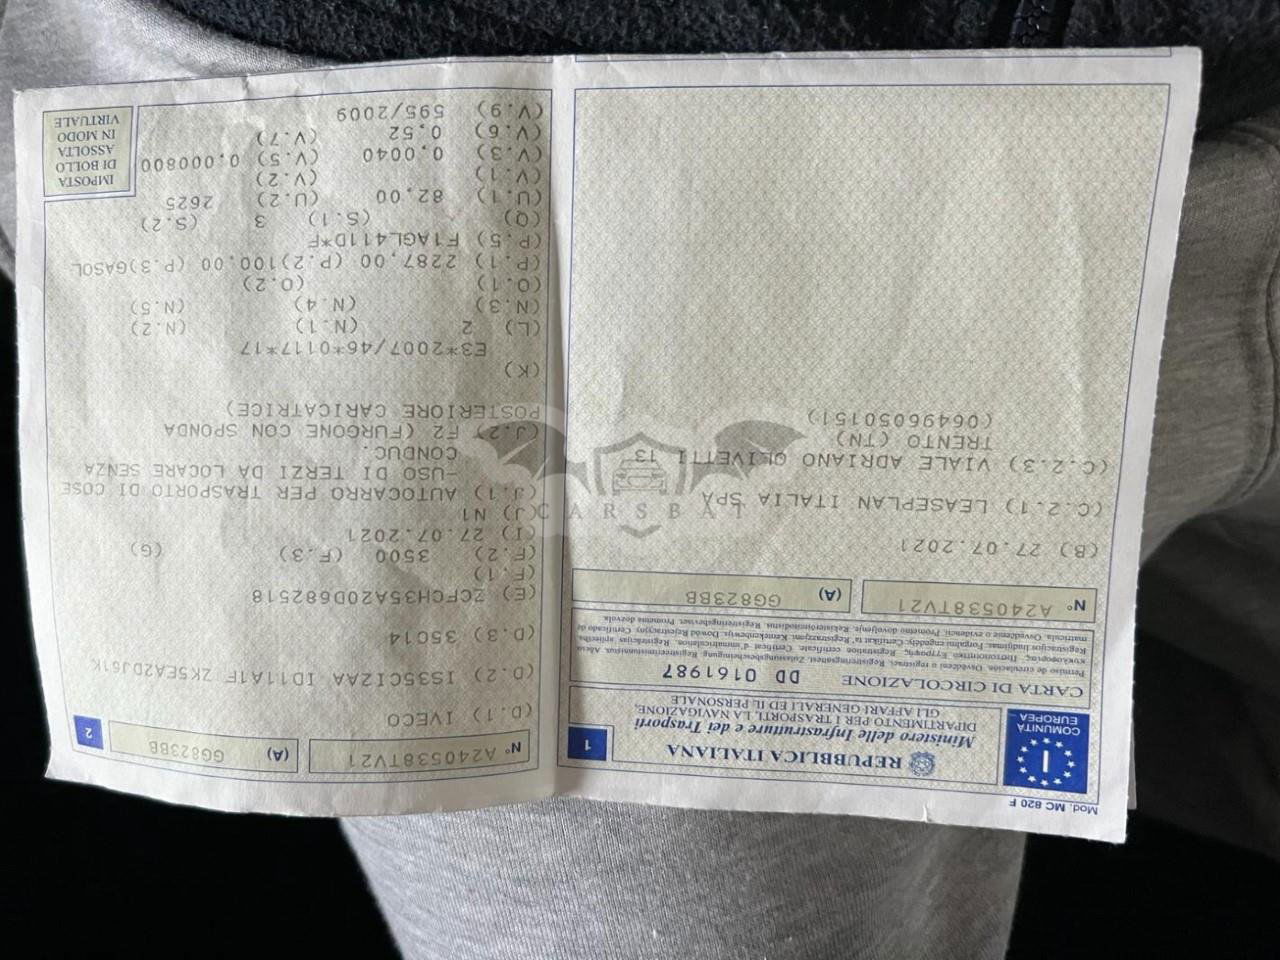 Mod. MC 820 F
COMUNITÀ EUROPEA
I
REPUBBLICA ITALIANA
Ministero delle Infrastrutture e dei Trasporti
DIPARTIMENTO PER I TRASPORTI, LA NAVIGAZIONE,
GLI AFFARI GENERALI ED IL PERSONALE
1
CARTA DI CIRCOLAZIONE DD 0161987
N° A240538TV21 (A) GG823BB
(B) 27.07.2021
(C.2.1) LEASEPLAN ITALIA SPA
(C.2.3) VIALE ADRIANO OLIVETTI 13
TRENTO (TN)
(06496050151)
N° A240538TV21 (A) GG823BB
2
(D.1) IVECO
(D.2) IS35CI2AA ID11A1F ZK5EA2DJ61K
(D.3) 35C14
(E) ZCFCH35A20D682518
(F.1)
(F.2) 3500 (F.3) (G)
(I) 27.07.2021
(J) N1
(J.1) AUTOCARRO PER TRASPORTO DI COSE
-USO DI TERZI DA LOCARE SENZA
CONDUC.
(J.2) F2 (FURGONE CON SPONDA
POSTERIORE CARICATRICE)
(K)
E3*2007/46*0117*17
(L) 2 (N.1) (N.2)
(N.3) (N.4) (N.5)
(O.1) (O.2)
(P.1) 2287,00 (P.2)100,00 (P.3)GASOL
(P.5) F1AGL411D*F
(Q) (S.1) 3 (S.2)
(U.1) 82,00 (U.2) 2625
(V.1) (V.2)
(V.3) 0,0040 (V.5) 0,000800
(V.6) 0,52 (V.7)
(V.9) 595/2009
IMPOSTA
DI BOLLO
ASSOLTA
IN MODO
VIRTUALE
CARSBAT